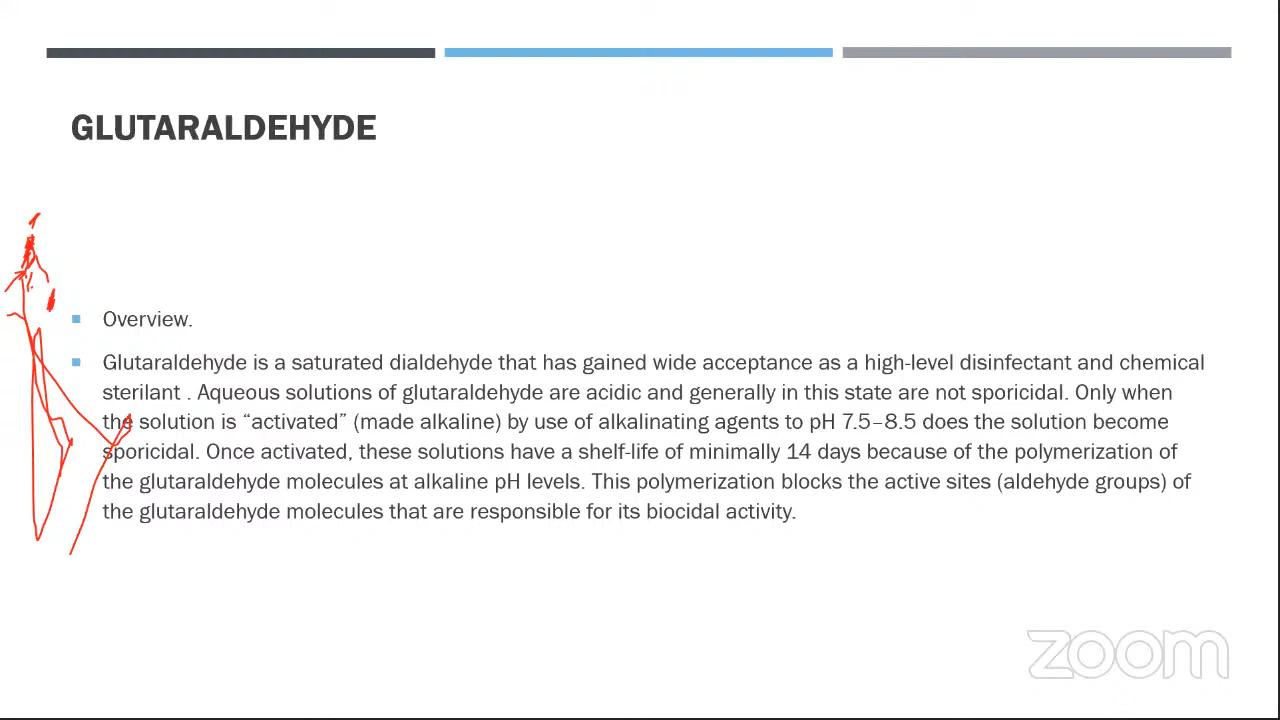 GLUTARALDEHYDE
Overview.
Glutaraldehyde is a saturated dialdehyde that has gained wide acceptance as a high-level disinfectant and chemical
sterilant . Aqueous solutions of glutaraldehyde are acidic and generally in this state are not sporicidal. Only when
the solution is “activated” (made alkaline) by use of alkalinating agents to pH 7.5–8.5 does the solution become
sporicidal. Once activated, these solutions have a shelf-life of minimally 14 days because of the polymerization of
the glutaraldehyde molecules at alkaline pH levels. This polymerization blocks the active sites (aldehyde groups) of
the glutaraldehyde molecules that are responsible for its biocidal activity.
zoom